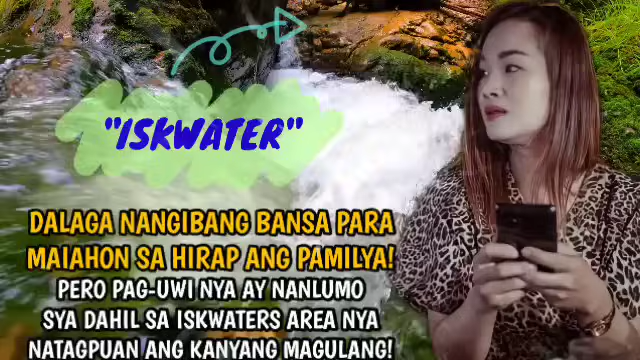 "ISKWATER"
DALAGA NANGIBANG BANSA PARA
MAIAHON SA HIRAP ANG PAMILYA!
PERO PAG-UWI NYA AY NANLUMO
SYA DAHIL SA ISKWATERS AREA NYA
NATAGPUAN ANG KANYANG MAGULANG!